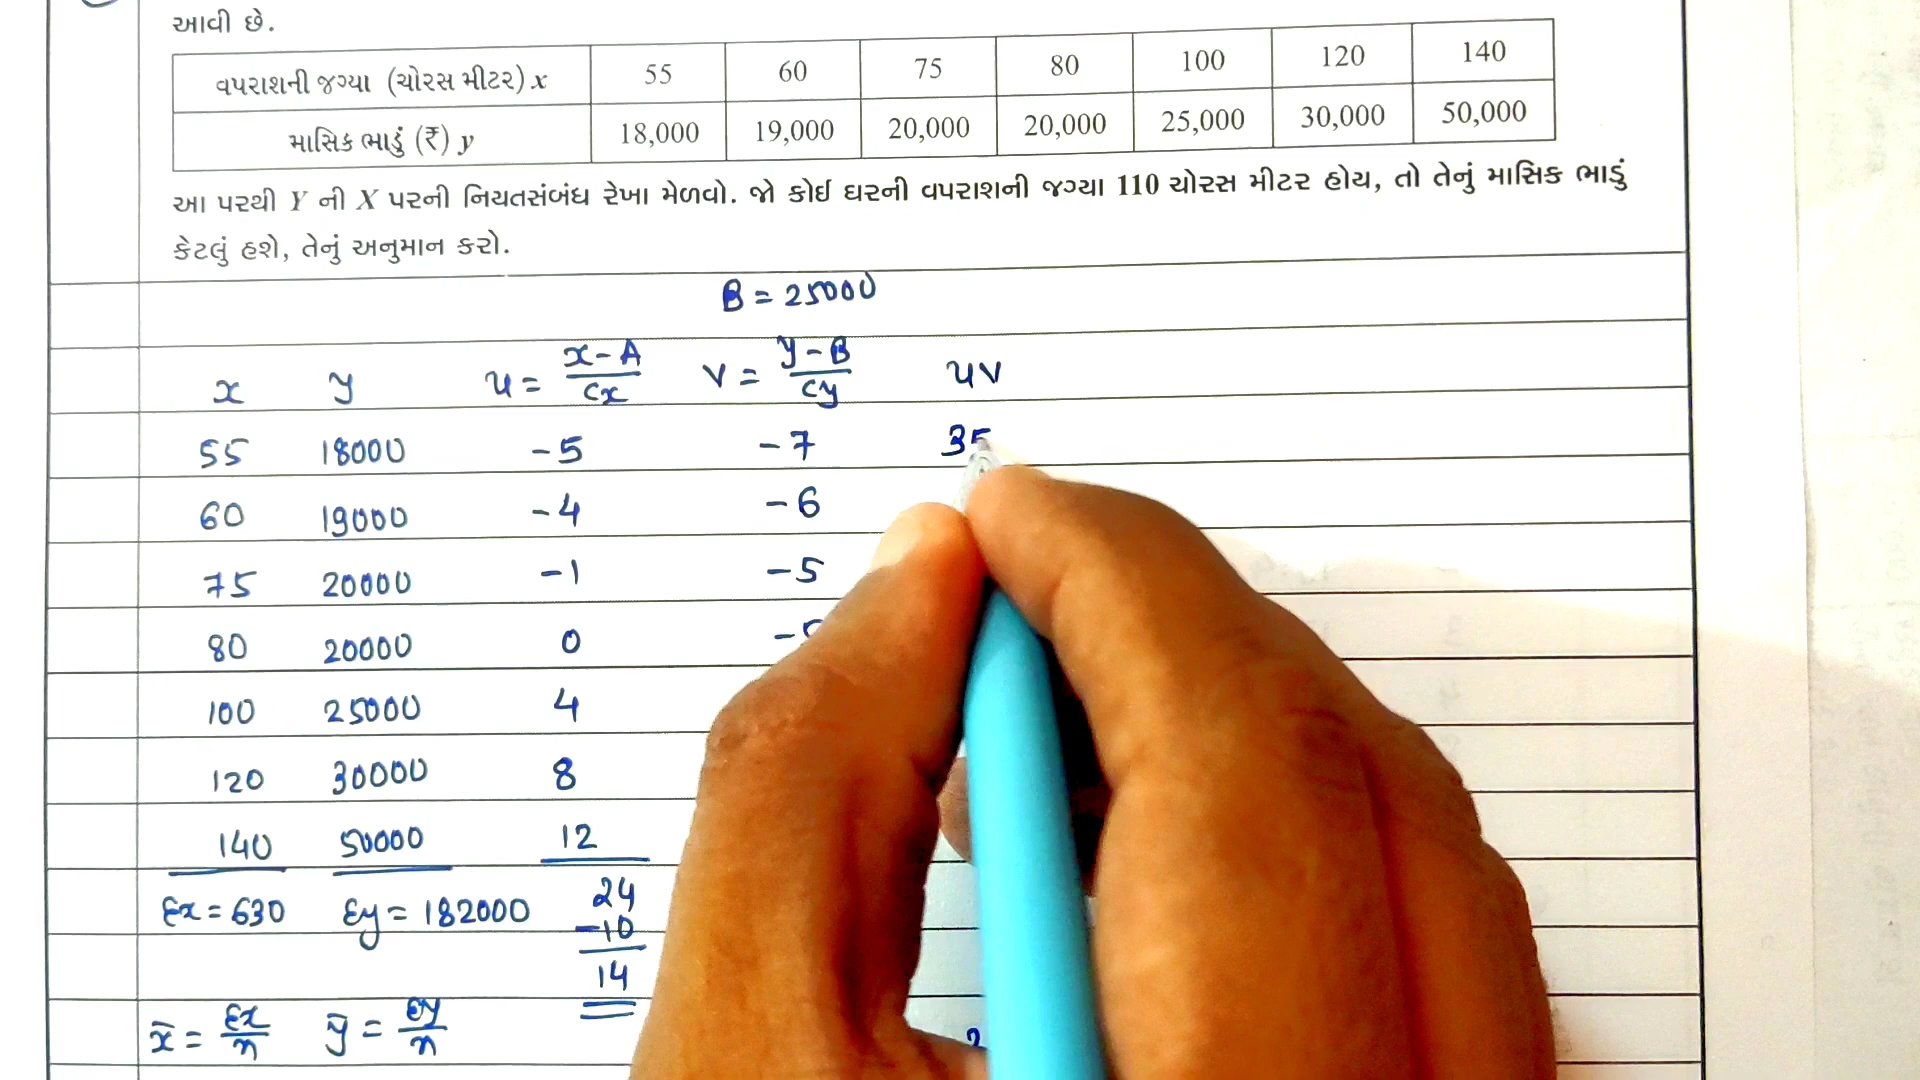 આવી છે.
વપરાશની જગ્યા (ચોરસ મીટર) x 55 60 75 80 100 120 140
માસિક ભાડું (₹) y 18,000 19,000 20,000 20,000 25,000 30,000 50,000
આ પરથી Y ની X પરની નિયતસંબંધ રેખા મેળવો. જો કોઈ ઘરની વપરાશની જગ્યા 110 ચોરસ મીટર હોય, તો તેનું માસિક ભાડું
કેટલું હશે, તેનું અનુમાન કરો.
B = 25000
x y u = x-A/cx v = y-B/cy uv
55 18000 -5 -7 35
60 19000 -4 -6
75 20000 -1 -5
80 20000 0
100 25000 4
120 30000 8
140 50000 12
Σx = 630 Σy = 182000 24
-10
14
x̄ = Σx/n ȳ = Σy/n